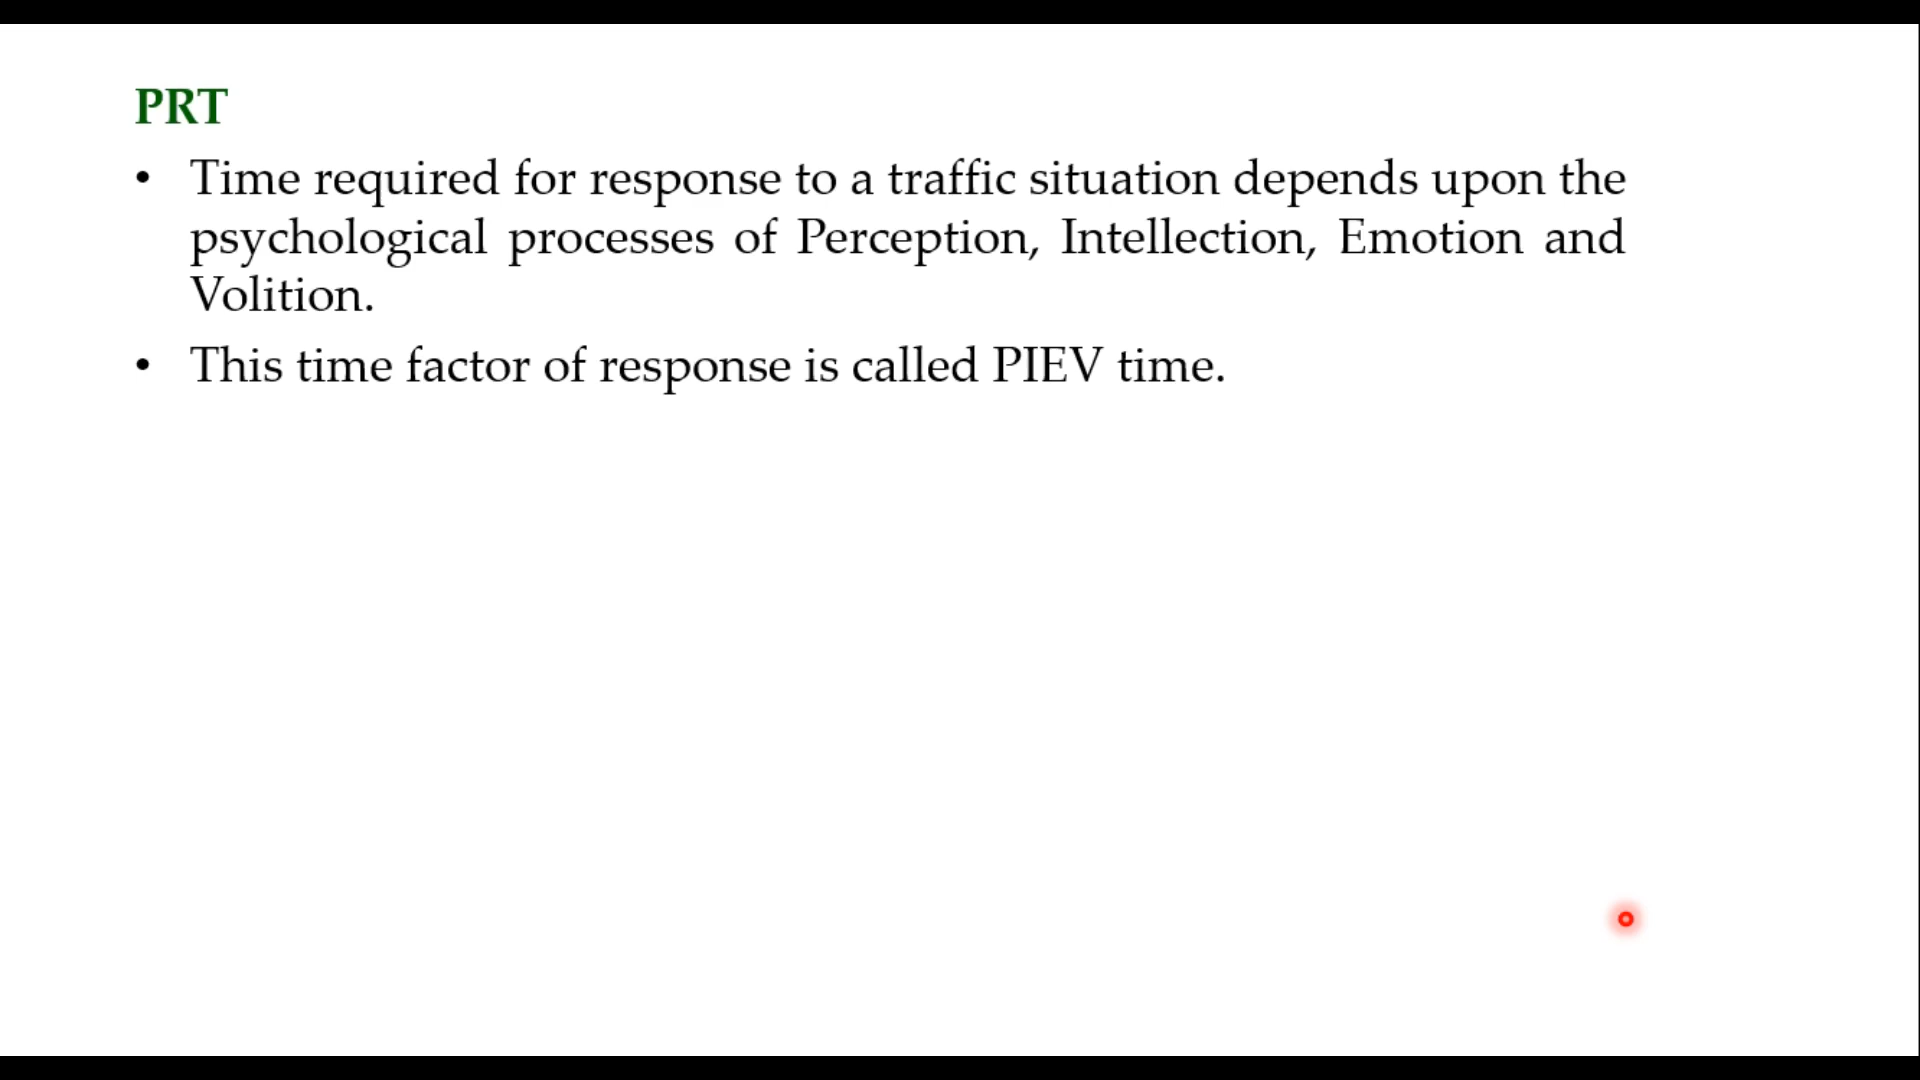 PRT
• Time required for response to a traffic situation depends upon the
psychological processes of Perception, Intellection, Emotion and
Volition.
• This time factor of response is called PIEV time.